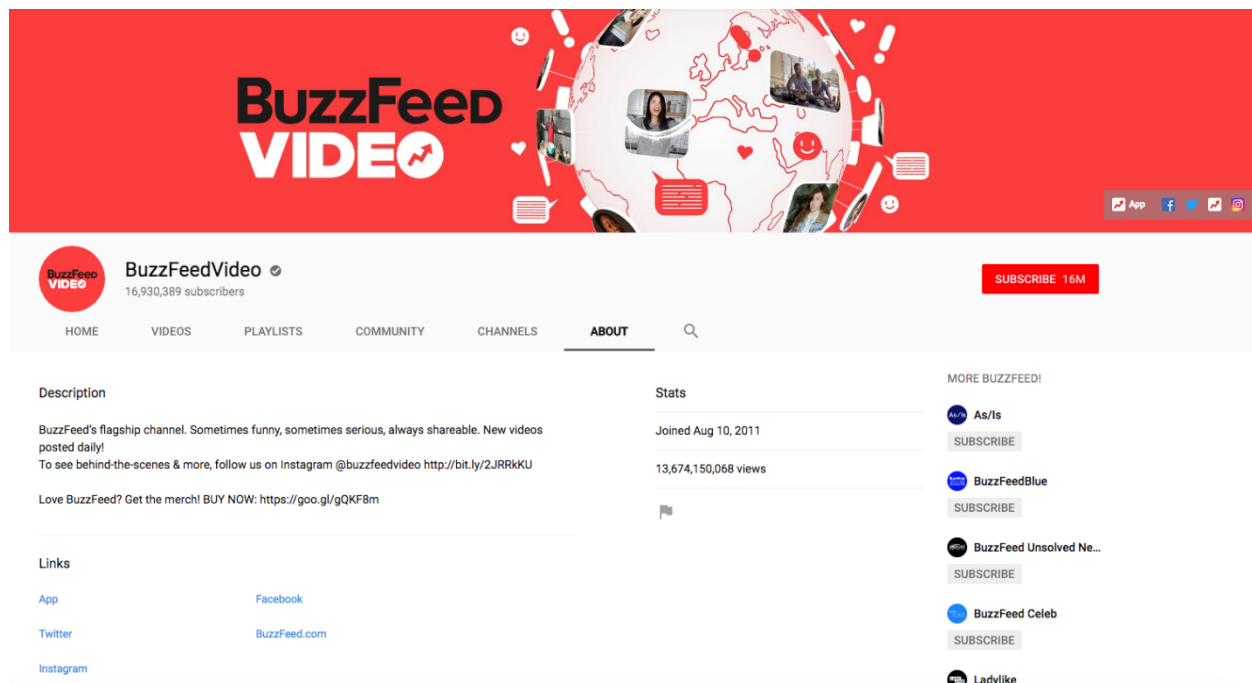 BuzzFeed
VIDEO
App
BuzzFeed
VIDEO
BuzzFeedVideo
16,930,389 subscribers
SUBSCRIBE 16M
HOME VIDEOS PLAYLISTS COMMUNITY CHANNELS ABOUT
Description
BuzzFeed's flagship channel. Sometimes funny, sometimes serious, always shareable. New videos
posted daily!
To see behind-the-scenes & more, follow us on Instagram @buzzfeedvideo http://bit.ly/2JRRkKU
Love BuzzFeed? Get the merch! BUY NOW: https://goo.gl/gQKF8m
Links
App Facebook
Twitter BuzzFeed.com
Instagram
Stats
Joined Aug 10, 2011
13,674,150,068 views
MORE BUZZFEED!
As/Is
As/Is
SUBSCRIBE
BuzzFeedBlue
SUBSCRIBE
BuzzFeed Unsolved Ne...
SUBSCRIBE
BuzzFeed Celeb
SUBSCRIBE
Ladylike